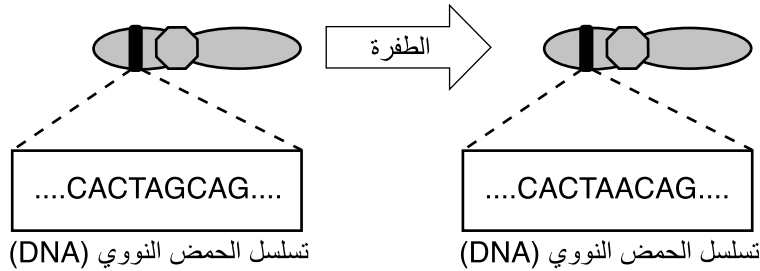 الطفرة
....CACTAGCAG....
....CACTAACAG....
تسلسل الحمض النووي (DNA)
تسلسل الحمض النووي (DNA)